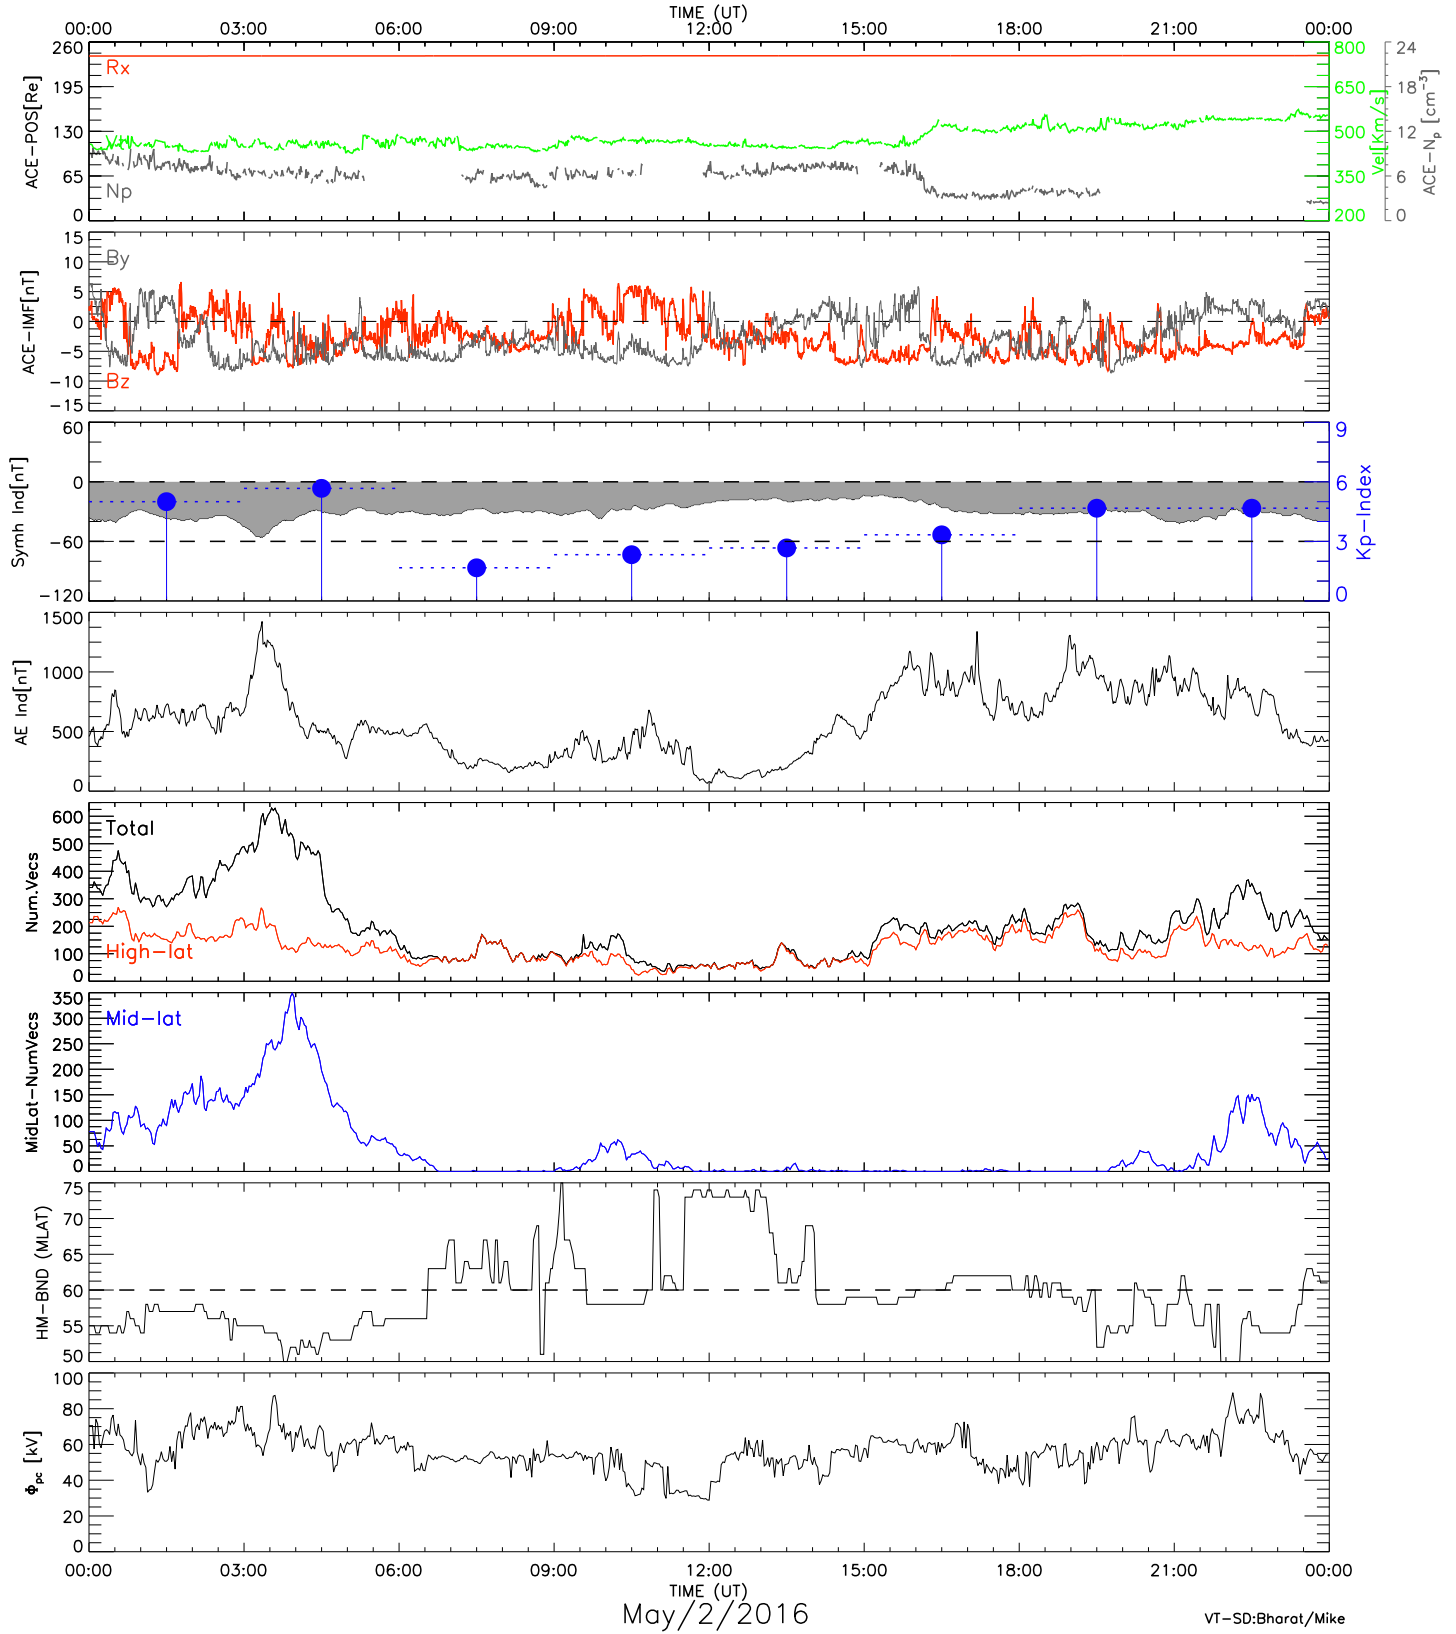 TIME (UT)
00:00 03:00 06:00 09:00 12:00 15:00 18:00 21:00 00:00
260 195 130 65 0
ACE-POS[Re]
Rx
Np
800 650 500 350 200
Vel[Km/s]
24 18 12 6 0
ACE-Np [cm-3]
15 10 5 0 -5 -10 -15
ACE-IMF[nT]
By
Bz
60 0 -60 -120
Symh Ind[nT]
9 6 3 0
Kp-Index
1500 1000 500 0
AE Ind[nT]
600 500 400 300 200 100 0
Num.Vecs
Total
High-lat
350 300 250 200 150 100 50 0
MidLat-NumVecs
Mid-lat
75 70 65 60 55 50
HM-BND (MLAT)
100 80 60 40 20 0
Φpc [kV]
00:00 03:00 06:00 09:00 12:00 15:00 18:00 21:00 00:00
TIME (UT)
May/2/2016
VT-SD:Bharat/Mike